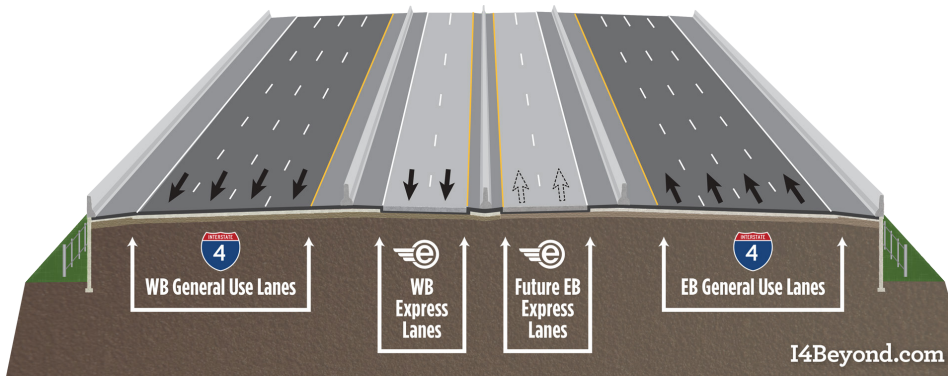 INTERSTATE
4
WB General Use Lanes
e
WB
Express
Lanes
e
Future EB
Express
Lanes
INTERSTATE
4
EB General Use Lanes
I4Beyond.com